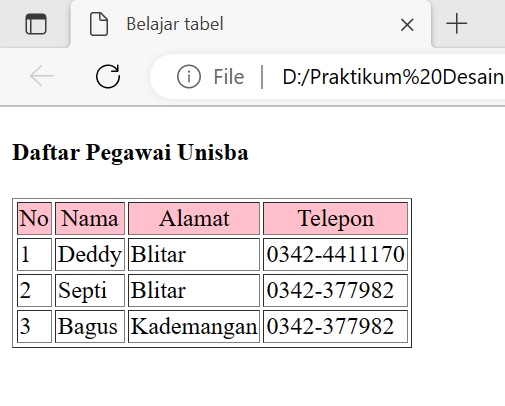 Belajar tabel
File | D:/Praktikum%20Desain
Daftar Pegawai Unisba
No Nama Alamat Telepon
1 Deddy Blitar 0342-4411170
2 Septi Blitar 0342-377982
3 Bagus Kademangan 0342-377982